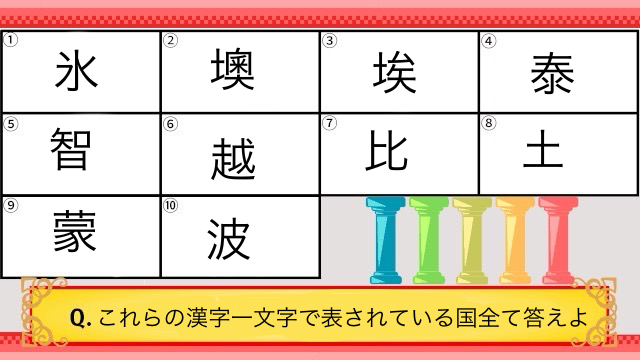 ① 氷
② 墺
③ 埃
④ 泰
⑤ 智
⑥ 越
⑦ 比
⑧ 土
⑨ 蒙
⑩ 波
Q. これらの漢字一文字で表されている国全て答えよ